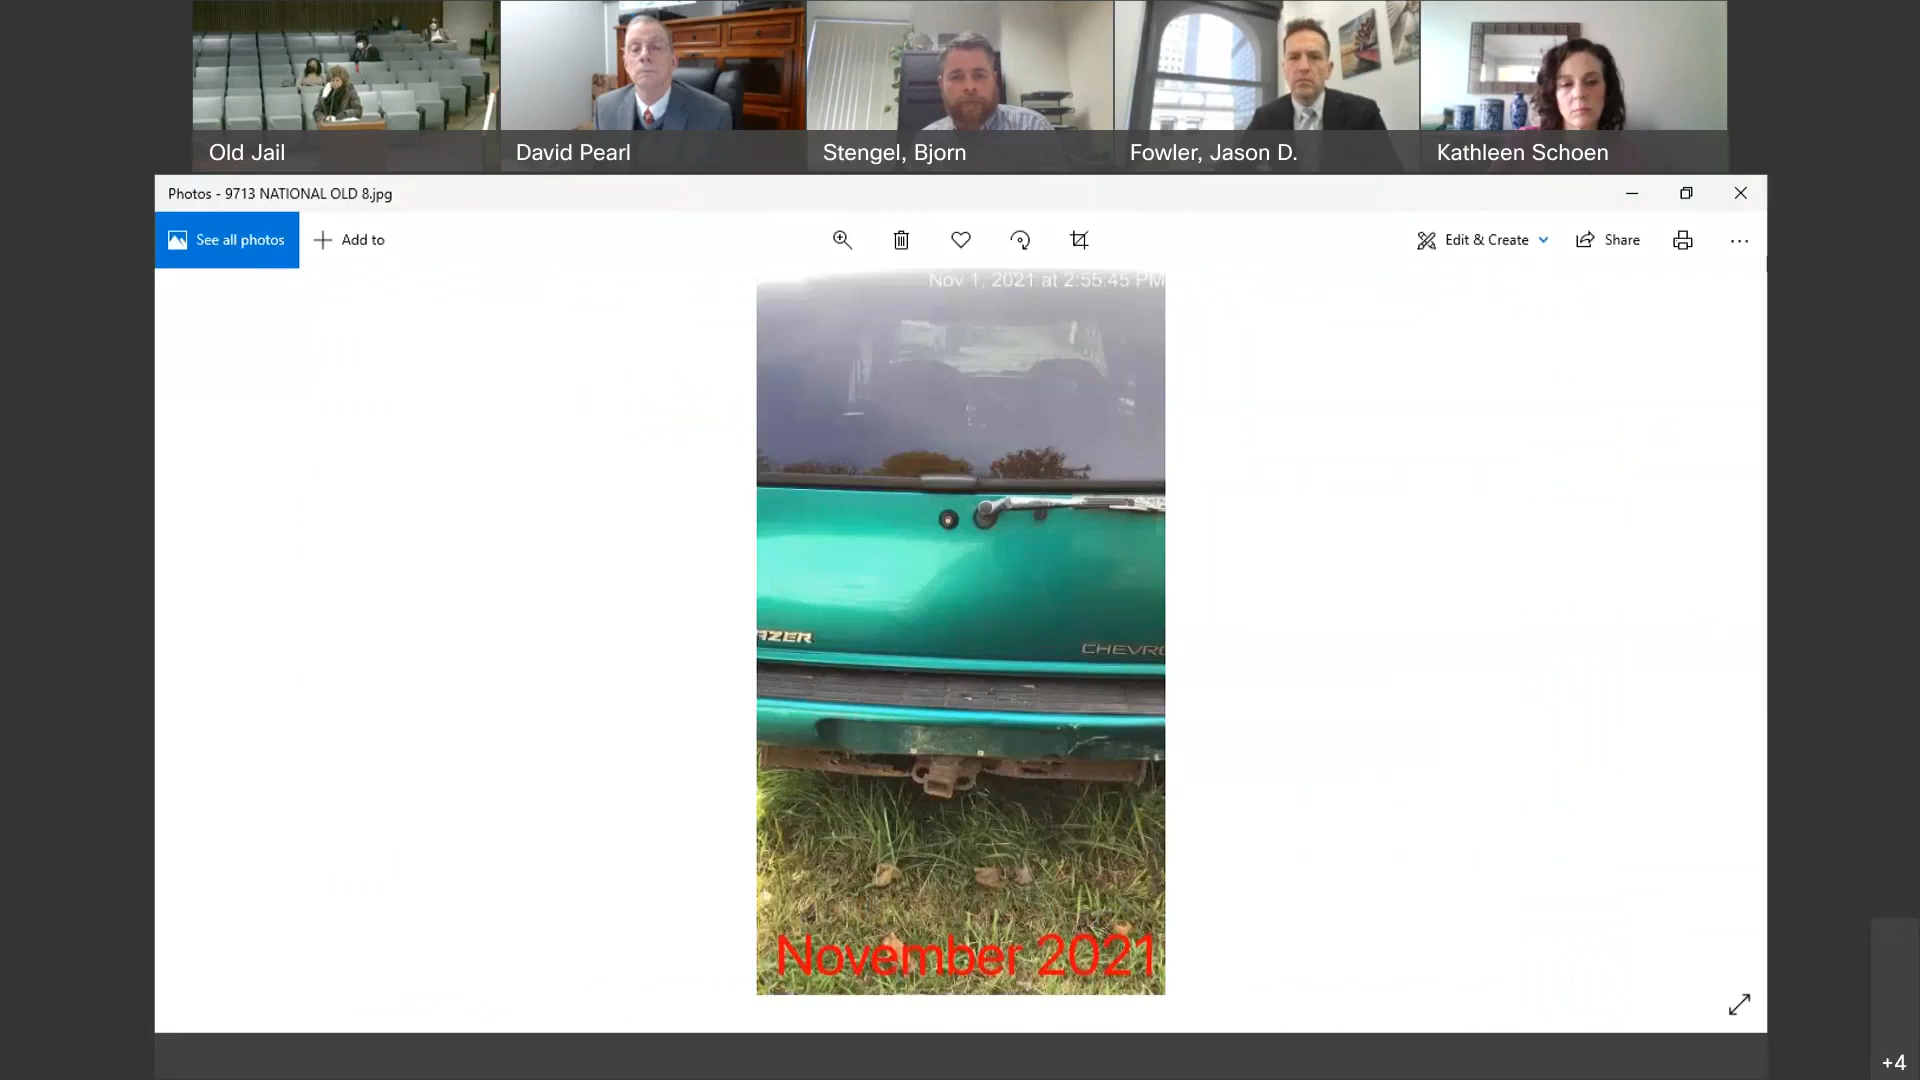 Old Jail
David Pearl
Stengel, Bjorn
Fowler, Jason D.
Kathleen Schoen
Photos - 9713 NATIONAL OLD 8.jpg
See all photos
Add to
Edit & Create
Share
Nov 1, 2021 at 2:55:45 PM
AZER
CHEVRO
November 2021
+4